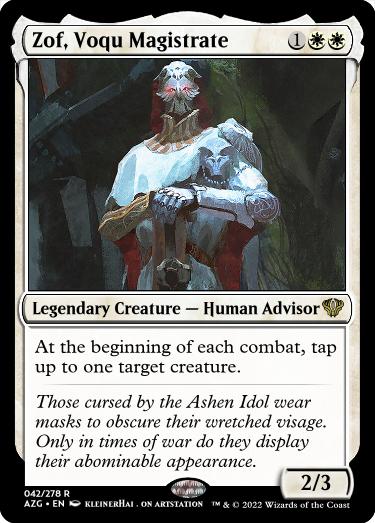 Zof, Voqu Magistrate 1
Legendary Creature — Human Advisor
At the beginning of each combat, tap
up to one target creature.
Those cursed by the Ashen Idol wear
masks to obscure their wretched visage.
Only in times of war do they display
their abominable appearance.
2/3
042/278 R
AZG • EN KLEINERHAI . ON ARTSTATION ™ & © 2022 Wizards of the Coast